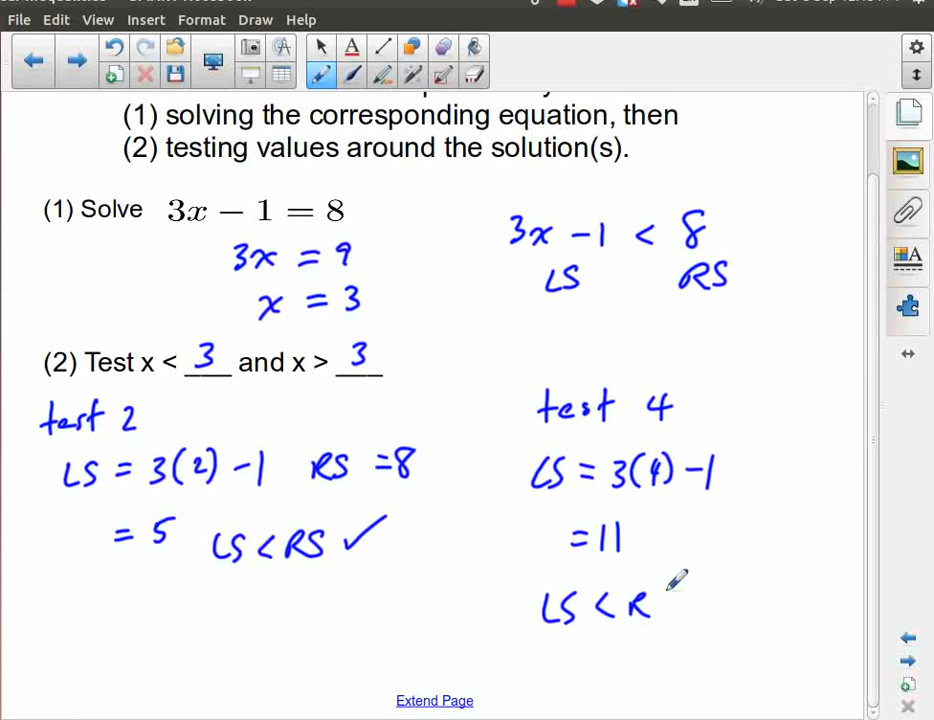 File Edit View Insert Format Draw Help
(1) solving the corresponding equation, then
(2) testing values around the solution(s).
(1) Solve 3x − 1 = 8
3x = 9
x = 3
3x − 1 < 8
LS RS
(2) Test x < 3 and x > 3
test 2
LS = 3(2) − 1 RS = 8
= 5 LS < RS ✓
test 4
LS = 3(4) − 1
= 11
LS < R
Extend Page